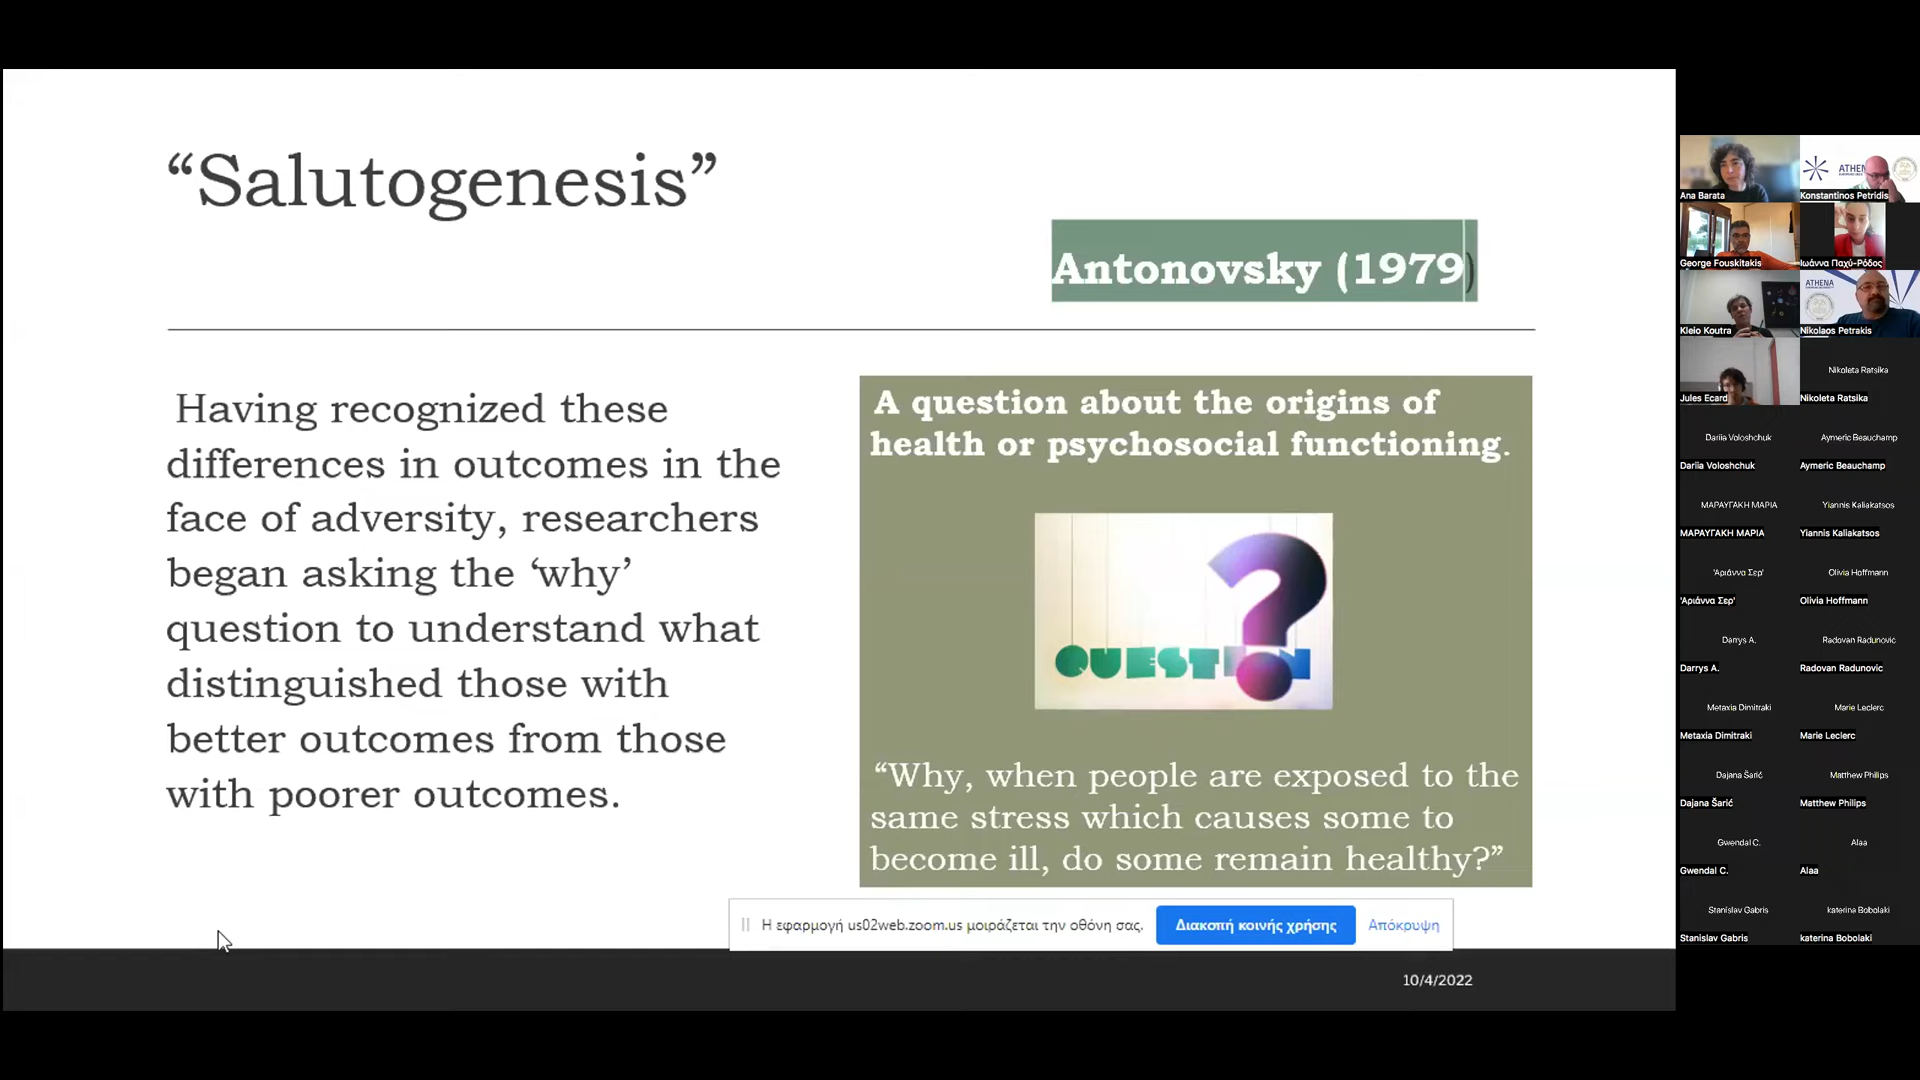 “Salutogenesis”
Antonovsky (1979)
Having recognized these
differences in outcomes in the
face of adversity, researchers
began asking the ‘why’
question to understand what
distinguished those with
better outcomes from those
with poorer outcomes.
A question about the origins of
health or psychosocial functioning.
QUESTION
“Why, when people are exposed to the
same stress which causes some to
become ill, do some remain healthy?”
Η εφαρμογή us02web.zoom.us μοιράζεται την οθόνη σας.
Διακοπή κοινής χρήσης
Απόκρυψη
10/4/2022
Ana Barata
ATHEN
Konstantinos Petridis
George Fouskitakis
Ιωάννα Παχύ-Ρόδος
Kleio Koutra
ATHENA
Nikolaos Petrakis
Jules Ecard
Nikoleta Ratsika
Nikoleta Ratsika
Dariia Voloshchuk
Aymeric Beauchamp
Dariia Voloshchuk
Aymeric Beauchamp
ΜΑΡΑΥΓΑΚΗ ΜΑΡΙΑ
Yiannis Kaliakatsos
ΜΑΡΑΥΓΑΚΗ ΜΑΡΙΑ
Yiannis Kaliakatsos
'Αριάννα Σερ'
Olivia Hoffmann
'Αριάννα Σερ'
Olivia Hoffmann
Darrys A.
Radovan Radunovic
Darrys A.
Radovan Radunovic
Metaxia Dimitraki
Marie Leclerc
Metaxia Dimitraki
Marie Leclerc
Dajana Šarić
Matthew Philips
Dajana Šarić
Matthew Philips
Gwendal C.
Alaa
Gwendal C.
Alaa
Stanislav Gabris
katerina Bobolaki
Stanislav Gabris
katerina Bobolaki